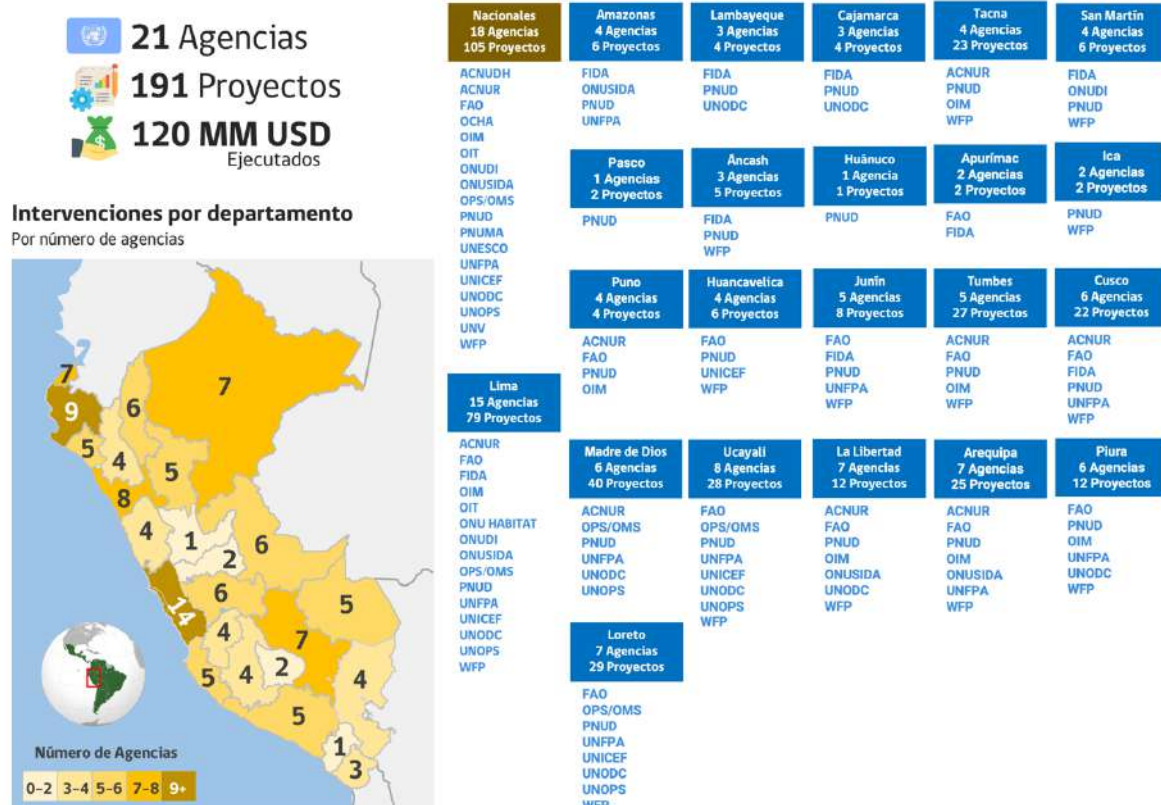 21 Agencias
191 Proyectos
120 MM USD
Ejecutados
Intervenciones por departamento
Por número de agencias
7
9
6
7
5
4
5
8
4
1
2
6
14
6
5
4
7
5
4
2
4
5
1
3
Número de Agencias
0-2 3-4 5-6 7-8 9+
Nacionales
18 Agencias
105 Proyectos
ACNUDH
ACNUR
FAO
OCHA
OIM
OIT
ONUDI
ONUSIDA
OPS/OMS
PNUD
PNUMA
UNESCO
UNFPA
UNICEF
UNODC
UNOPS
UNV
WFP
Lima
15 Agencias
79 Proyectos
ACNUR
FAO
FIDA
OIM
OIT
ONU HABITAT
ONUDI
ONUSIDA
OPS/OMS
PNUD
UNFPA
UNICEF
UNODC
UNOPS
WFP
Amazonas
4 Agencias
6 Proyectos
FIDA
ONUSIDA
PNUD
UNFPA
Lambayeque
3 Agencias
4 Proyectos
FIDA
PNUD
UNODC
Cajamarca
3 Agencias
4 Proyectos
FIDA
PNUD
UNODC
Tacna
4 Agencias
23 Proyectos
ACNUR
PNUD
OIM
WFP
San Martín
4 Agencias
6 Proyectos
FIDA
ONUDI
PNUD
WFP
Pasco
1 Agencias
2 Proyectos
PNUD
Áncash
3 Agencias
5 Proyectos
FIDA
PNUD
WFP
Huánuco
1 Agencia
1 Proyectos
PNUD
Apurímac
2 Agencias
2 Proyectos
FAO
FIDA
Ica
2 Agencias
2 Proyectos
PNUD
WFP
Puno
4 Agencias
4 Proyectos
ACNUR
FAO
PNUD
OIM
Huancavelica
4 Agencias
6 Proyectos
FAO
PNUD
UNICEF
WFP
Junín
5 Agencias
8 Proyectos
FAO
FIDA
PNUD
UNFPA
WFP
Tumbes
5 Agencias
27 Proyectos
ACNUR
FAO
PNUD
OIM
WFP
Cusco
6 Agencias
22 Proyectos
ACNUR
FAO
FIDA
PNUD
UNFPA
WFP
Madre de Dios
6 Agencias
40 Proyectos
ACNUR
OPS/OMS
PNUD
UNFPA
UNODC
UNOPS
Ucayali
8 Agencias
28 Proyectos
FAO
OPS/OMS
PNUD
UNFPA
UNICEF
UNODC
UNOPS
WFP
La Libertad
7 Agencias
12 Proyectos
ACNUR
FAO
PNUD
OIM
ONUSIDA
UNODC
WFP
Arequipa
7 Agencias
25 Proyectos
ACNUR
FAO
PNUD
OIM
ONUSIDA
UNFPA
WFP
Piura
6 Agencias
12 Proyectos
FAO
PNUD
OIM
UNFPA
UNODC
WFP
Loreto
7 Agencias
29 Proyectos
FAO
OPS/OMS
PNUD
UNFPA
UNICEF
UNODC
UNOPS
WFP